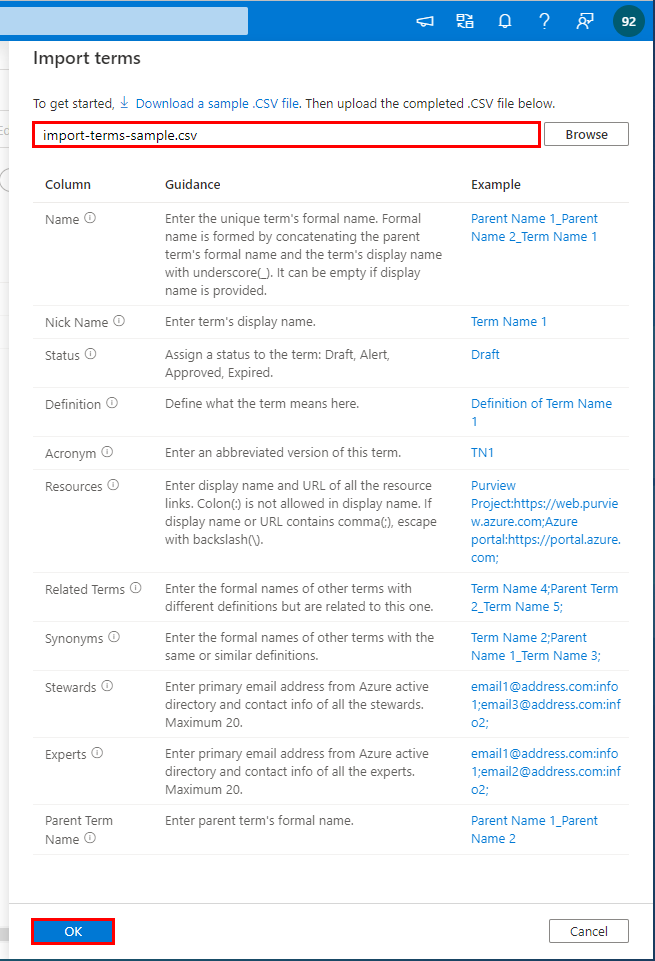 92
Import terms
To get started, Download a sample .CSV file. Then upload the completed .CSV file below.
import-terms-sample.csv
Browse
Column Guidance Example
Name Enter the unique term's formal name. Formal Parent Name 1_Parent
name is formed by concatenating the parent Name 2_Term Name 1
term's formal name and the term's display name
with underscore(_). It can be empty if display
name is provided.
Nick Name Enter term's display name. Term Name 1
Status Assign a status to the term: Draft, Alert, Draft
Approved, Expired.
Definition Define what the term means here. Definition of Term Name
1
Acronym Enter an abbreviated version of this term. TN1
Resources Enter display name and URL of all the resource Purview
links. Colon(:) is not allowed in display name. If Project:https://web.purvie
display name or URL contains comma(;), escape w.azure.com;Azure
with backslash(\). portal:https://portal.azure.
com;
Related Terms Enter the formal names of other terms with Term Name 4;Parent Term
different definitions but are related to this one. 2_Term Name 5;
Synonyms Enter the formal names of other terms with the Term Name 2;Parent
same or similar definitions. Name 1_Term Name 3;
Stewards Enter primary email address from Azure active email1@address.com:info
directory and contact info of all the stewards. 1;email3@address.com:inf
Maximum 20. o2;
Experts Enter primary email address from Azure active email1@address.com:info
directory and contact info of all the experts. 1;email2@address.com:inf
Maximum 20. o2;
Parent Term Enter parent term's formal name. Parent Name 1_Parent
Name Name 2
OK Cancel